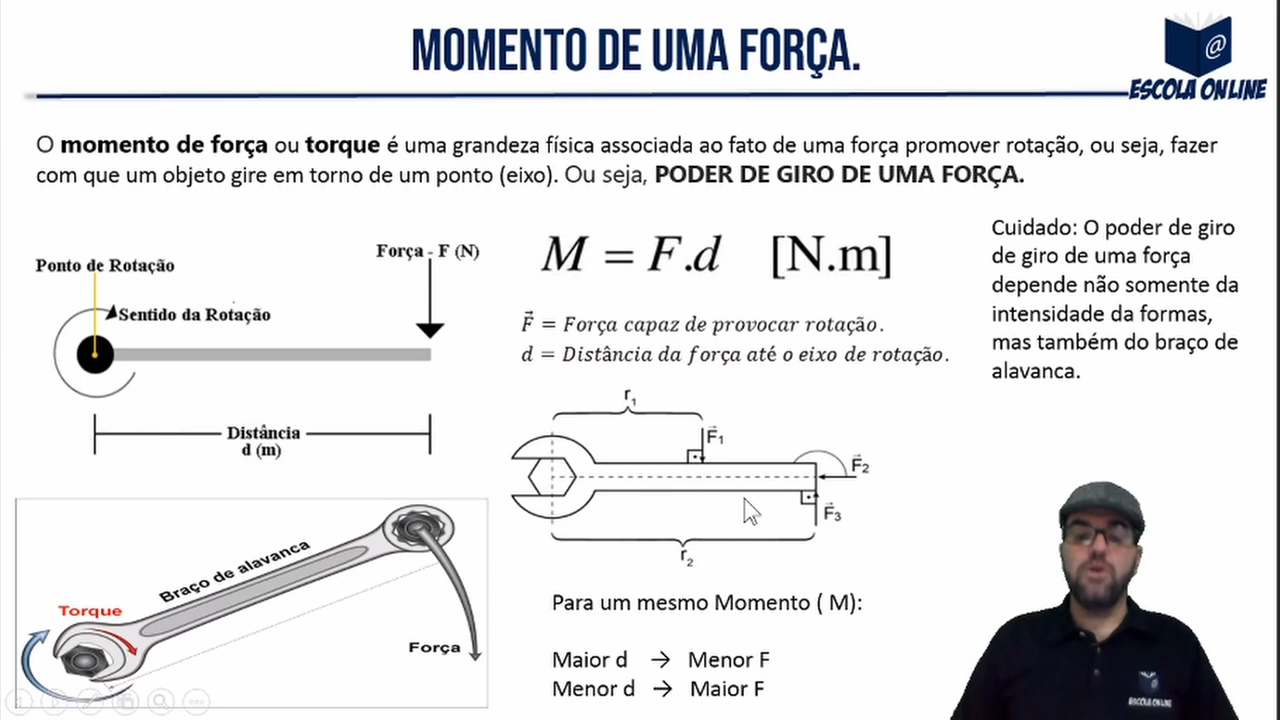 MOMENTO DE UMA FORÇA.
@
ESCOLA ONLINE
O momento de força ou torque é uma grandeza física associada ao fato de uma força promover rotação, ou seja, fazer
com que um objeto gire em torno de um ponto (eixo). Ou seja, PODER DE GIRO DE UMA FORÇA.
Força - F (N)
Ponto de Rotação
Sentido da Rotação
Distância
d (m)
M = F.d [N.m]
F⃗ = Força capaz de provocar rotação.
d = Distância da força até o eixo de rotação.
Cuidado: O poder de giro
de giro de uma força
depende não somente da
intensidade da formas,
mas também do braço de
alavanca.
r₁
F⃗₁
F⃗₂
F⃗₃
r₂
Braço de alavanca
Torque
Força
Para um mesmo Momento ( M):
Maior d → Menor F
Menor d → Maior F
ESCOLA ONLINE